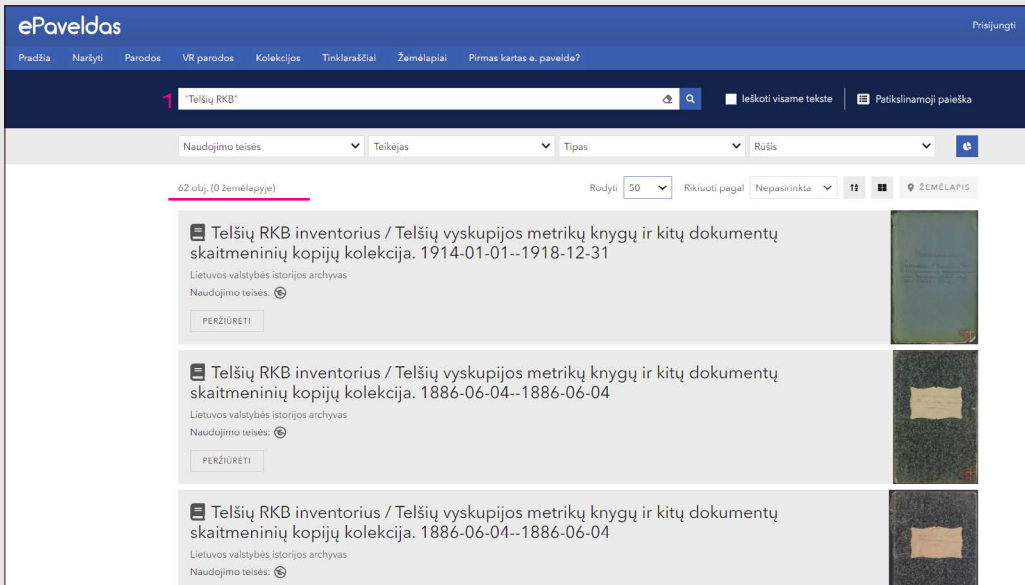 ePaveldas
Prisijungti
Pradžia Naršyti Parodos VR parodos Kolekcijos Tinklaraščiai Žemėlapiai Pirmas kartas e. pavelde?
1 "Telšių RKB" Ieškoti visame tekste Patikslinamoji paieška
Naudojimo teisės Teikėjas Tipas Rūšis
62 obj. (0 žemėlapyje) Rodyti 50 Rikiuoti pagal Nepasirinkta ŽEMĖLAPIS
Telšių RKB inventorius / Telšių vyskupijos metrikų knygų ir kitų dokumentų
skaitmeninių kopijų kolekcija. 1914-01-01--1918-12-31
Lietuvos valstybės istorijos archyvas
Naudojimo teisės:
PERŽIŪRĖTI
Telšių RKB inventorius / Telšių vyskupijos metrikų knygų ir kitų dokumentų
skaitmeninių kopijų kolekcija. 1886-06-04--1886-06-04
Lietuvos valstybės istorijos archyvas
Naudojimo teisės:
PERŽIŪRĖTI
Telšių RKB inventorius / Telšių vyskupijos metrikų knygų ir kitų dokumentų
skaitmeninių kopijų kolekcija. 1886-06-04--1886-06-04
Lietuvos valstybės istorijos archyvas
Naudojimo teisės: